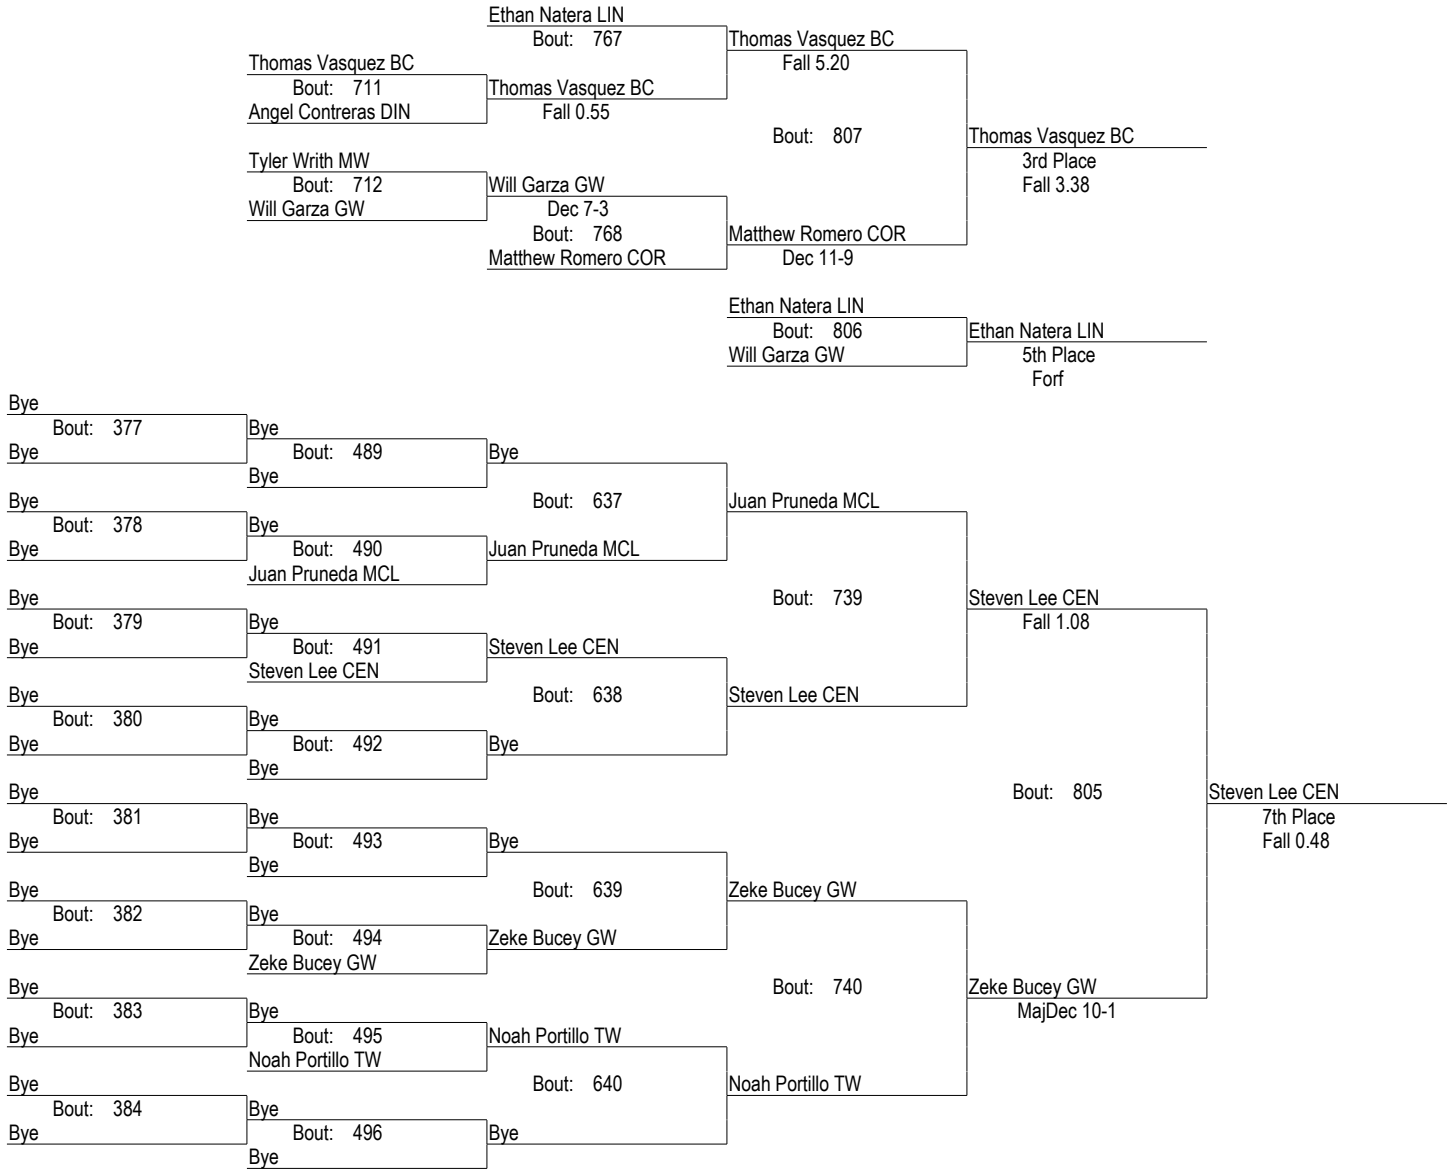 Ethan Natera LIN
Bout: 767
Thomas Vasquez BC
Thomas Vasquez BC
Fall 5.20
Bout: 711
Thomas Vasquez BC
Angel Contreras DIN
Fall 0.55
Bout: 807
Thomas Vasquez BC
Tyler Writh MW
3rd Place
Bout: 712
Will Garza GW
Fall 3.38
Will Garza GW
Dec 7-3
Bout: 768
Matthew Romero COR
Matthew Romero COR
Dec 11-9
Ethan Natera LIN
Bout: 806
Ethan Natera LIN
Will Garza GW
5th Place
Forf
Bye
Bout: 377
Bye
Bye
Bout: 489
Bye
Bye
Bye
Bout: 637
Juan Pruneda MCL
Bout: 378
Bye
Bye
Bout: 490
Juan Pruneda MCL
Juan Pruneda MCL
Bye
Bout: 739
Steven Lee CEN
Bout: 379
Bye
Fall 1.08
Bye
Bout: 491
Steven Lee CEN
Steven Lee CEN
Bye
Bout: 638
Steven Lee CEN
Bout: 380
Bye
Bye
Bout: 492
Bye
Bye
Bye
Bout: 805
Steven Lee CEN
Bout: 381
Bye
7th Place
Bye
Bout: 493
Bye
Fall 0.48
Bye
Bye
Bout: 639
Zeke Bucey GW
Bout: 382
Bye
Bye
Bout: 494
Zeke Bucey GW
Zeke Bucey GW
Bye
Bout: 740
Zeke Bucey GW
Bout: 383
Bye
MajDec 10-1
Bye
Bout: 495
Noah Portillo TW
Noah Portillo TW
Bye
Bout: 640
Noah Portillo TW
Bout: 384
Bye
Bye
Bout: 496
Bye
Bye